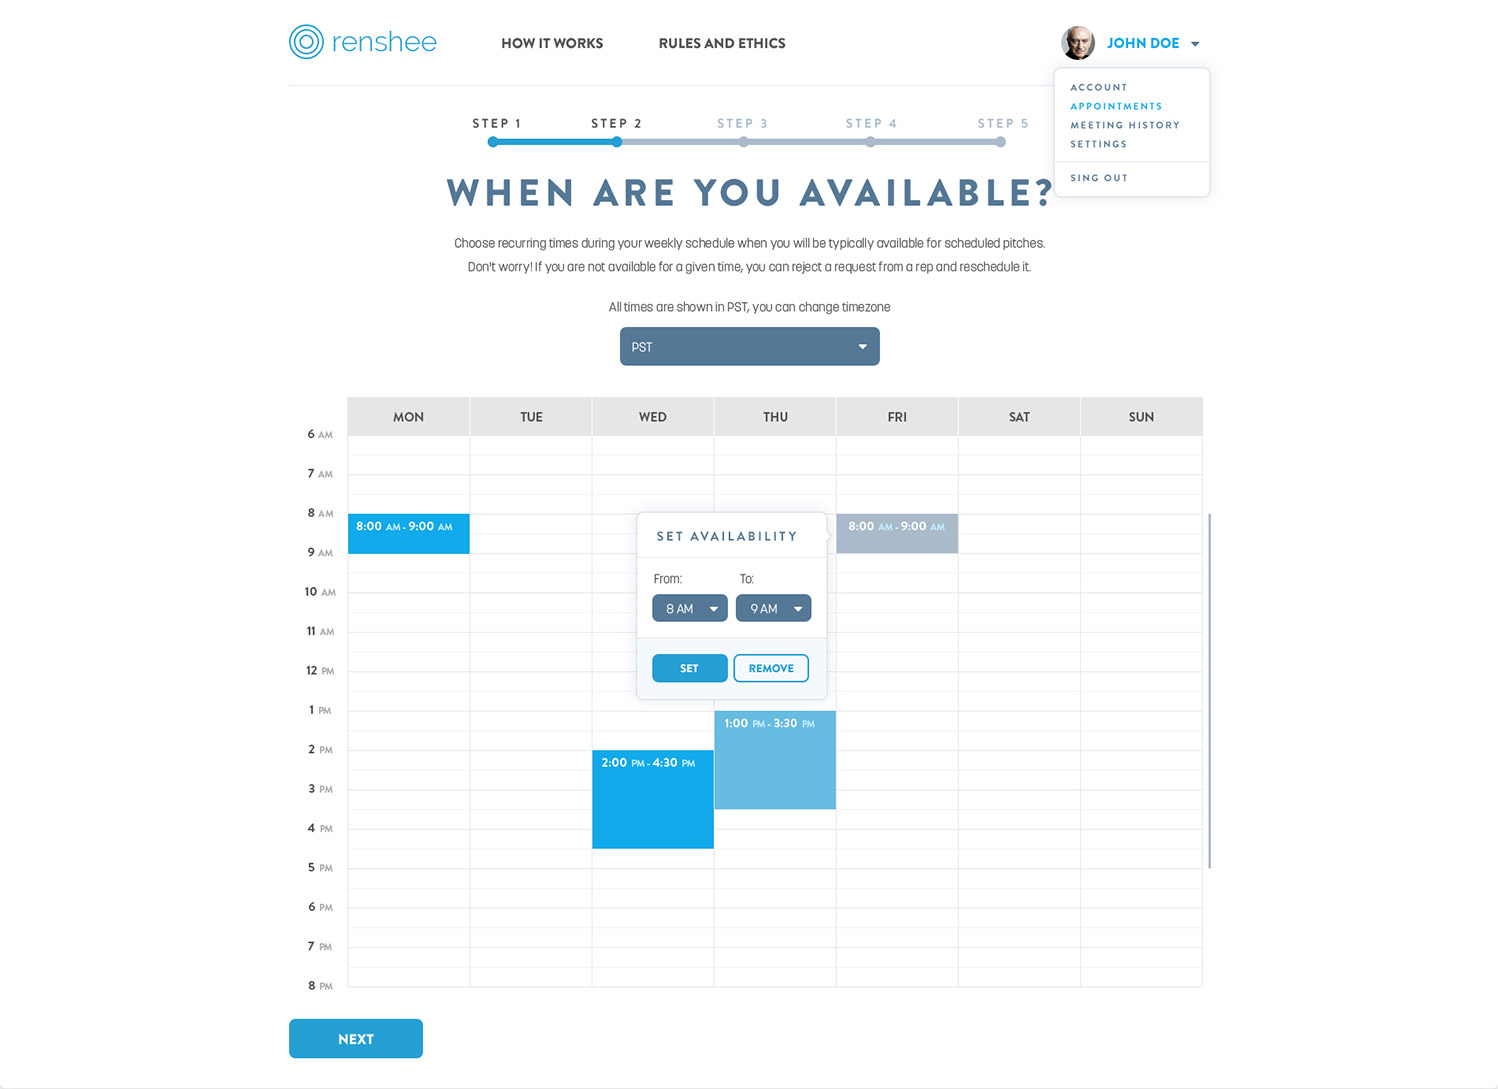 renshee HOW IT WORKS RULES AND ETHICS JOHN DOE
ACCOUNT
APPOINTMENTS
MEETING HISTORY
SETTINGS
SING OUT
STEP 1 STEP 2 STEP 3 STEP 4 STEP 5
WHEN ARE YOU AVAILABLE?
Choose recurring times during your weekly schedule when you will be typically available for scheduled pitches.
Don't worry! If you are not available for a given time, you can reject a request from a rep and reschedule it.
All times are shown in PST, you can change timezone
PST
MON TUE WED THU FRI SAT SUN
6 AM
7 AM
8 AM
8:00 AM - 9:00 AM
8:00 AM - 9:00 AM
SET AVAILABILITY
9 AM
From: To:
10 AM
8 AM 9 AM
11 AM
12 PM
SET REMOVE
1 PM
1:00 PM - 3:30 PM
2 PM
2:00 PM - 4:30 PM
3 PM
4 PM
5 PM
6 PM
7 PM
8 PM
NEXT